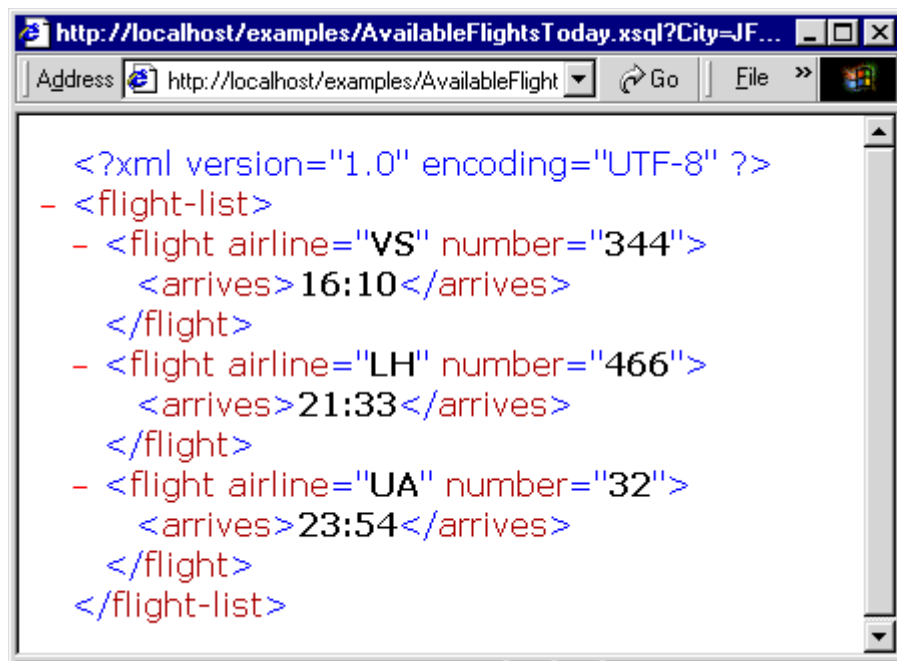 http://localhost/examples/AvailableFlightsToday.xsql?City=JF...
Address http://localhost/examples/AvailableFlight Go File »
<?xml version="1.0" encoding="UTF-8" ?>
– <flight-list>
– <flight airline="VS" number="344">
<arrives>16:10</arrives>
</flight>
– <flight airline="LH" number="466">
<arrives>21:33</arrives>
</flight>
– <flight airline="UA" number="32">
<arrives>23:54</arrives>
</flight>
</flight-list>